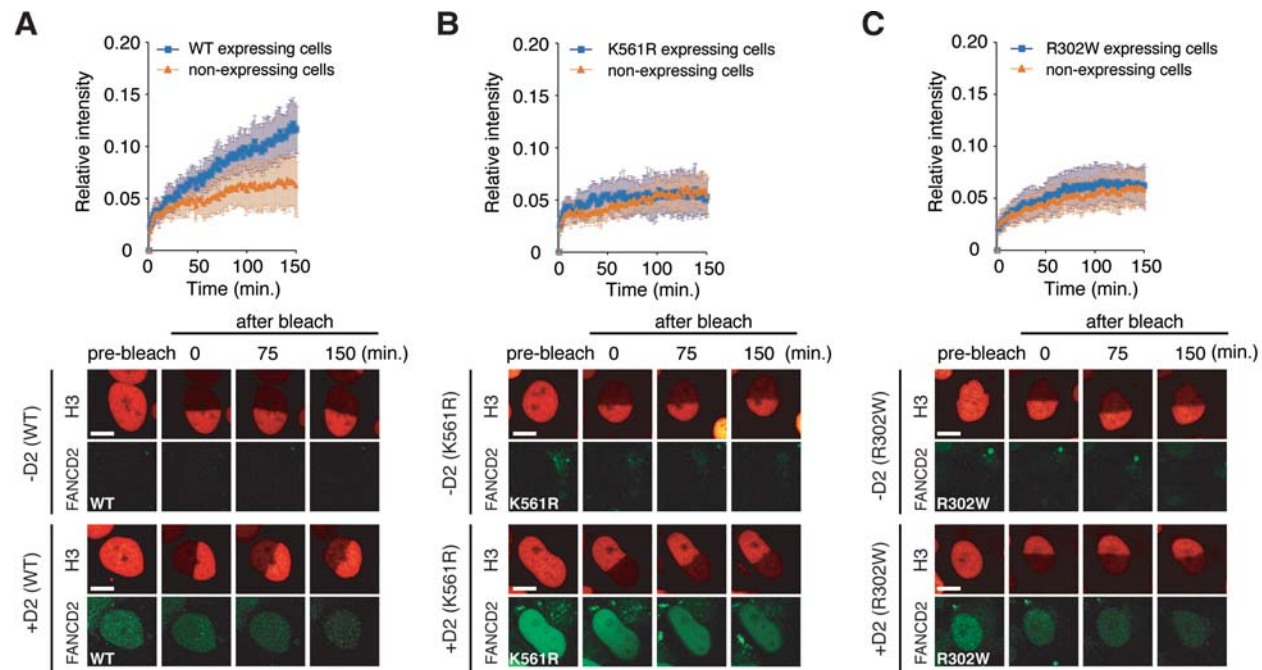 A
0.20
0.15
0.10
0.05
0
Relative intensity
WT expressing cells
non-expressing cells
0 50 100 150
Time (min.)
after bleach
pre-bleach 0 75 150 (min.)
-D2 (WT)
H3
FANCD2
WT
+D2 (WT)
H3
FANCD2
WT
B
0.20
0.15
0.10
0.05
0
Relative intensity
K561R expressing cells
non-expressing cells
0 50 100 150
Time (min.)
after bleach
pre-bleach 0 75 150 (min.)
-D2 (K561R)
H3
FANCD2
K561R
+D2 (K561R)
H3
FANCD2
K561R
C
0.20
0.15
0.10
0.05
0
Relative intensity
R302W expressing cells
non-expressing cells
0 50 100 150
Time (min.)
after bleach
pre-bleach 0 75 150 (min.)
-D2 (R302W)
H3
FANCD2
R302W
+D2 (R302W)
H3
FANCD2
R302W